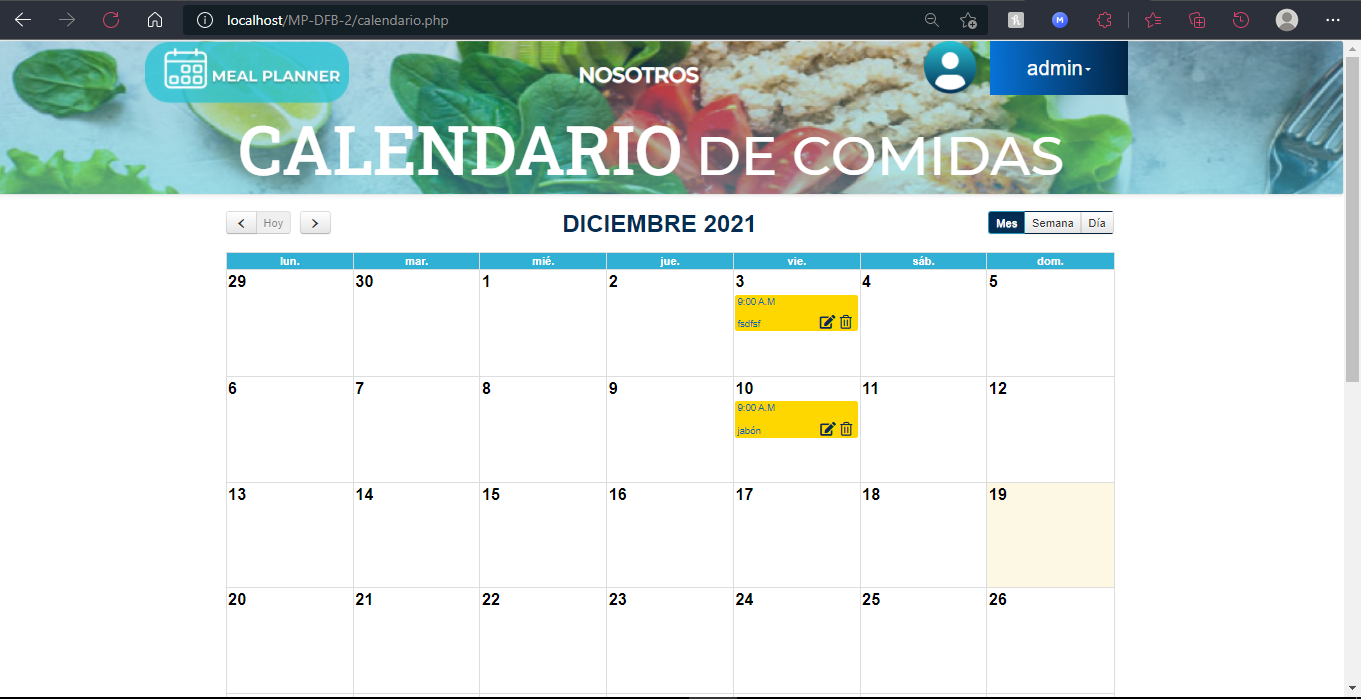 localhost/MP-DFB-2/calendario.php
M
MEAL PLANNER
NOSOTROS
admin
CALENDARIO DE COMIDAS
Hoy
DICIEMBRE 2021
Mes Semana Día
lun. mar. mié. jue. vie. sáb. dom.
29 30 1 2 3 4 5
9:00 A.M
fsdfsf
6 7 8 9 10 11 12
9:00 A.M
jabón
13 14 15 16 17 18 19
20 21 22 23 24 25 26